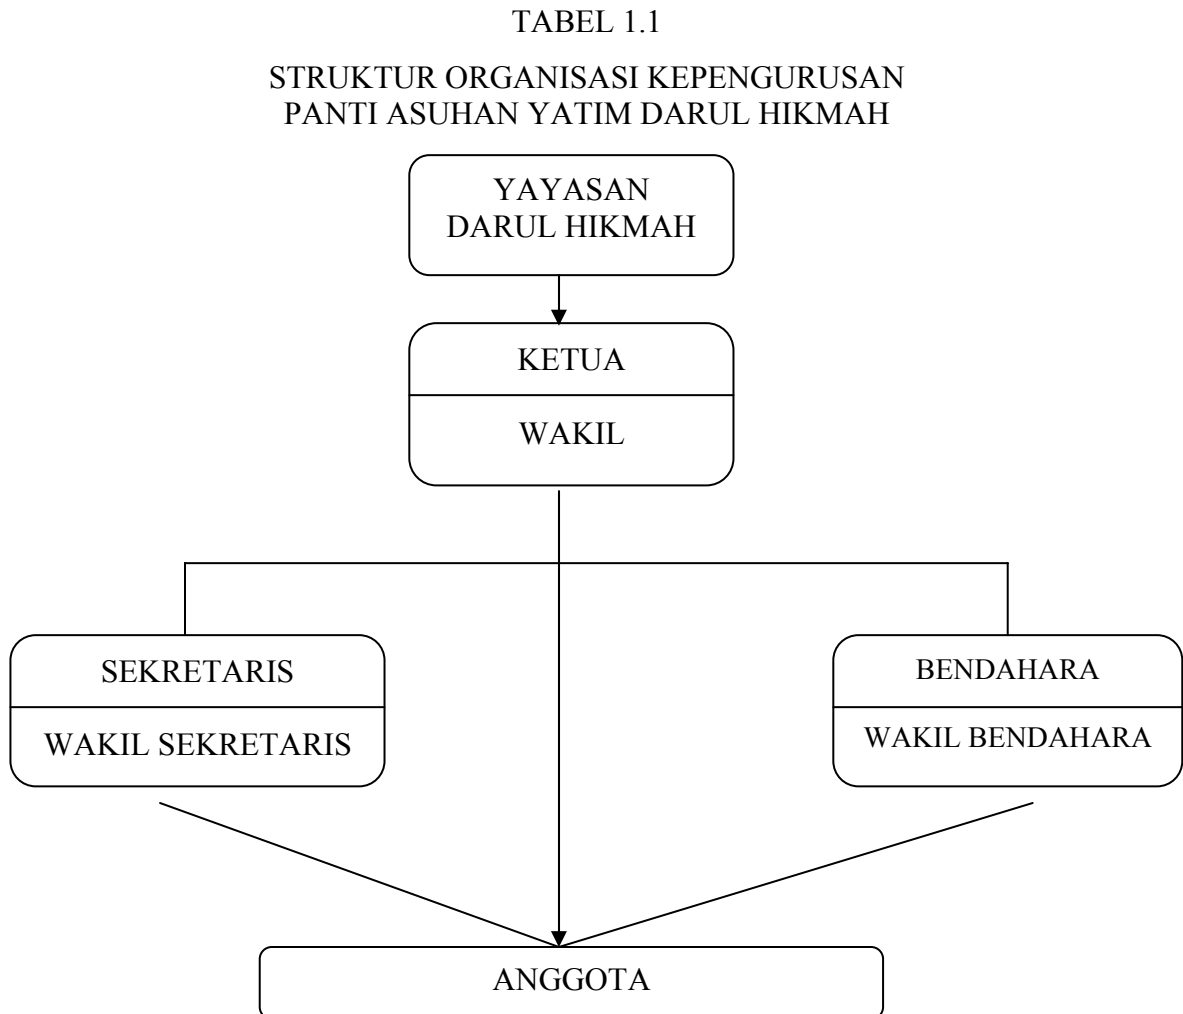 TABEL 1.1
STRUKTUR ORGANISASI KEPENGURUSAN
PANTI ASUHAN YATIM DARUL HIKMAH
YAYASAN
DARUL HIKMAH
KETUA
WAKIL
SEKRETARIS
WAKIL SEKRETARIS
BENDAHARA
WAKIL BENDAHARA
ANGGOTA